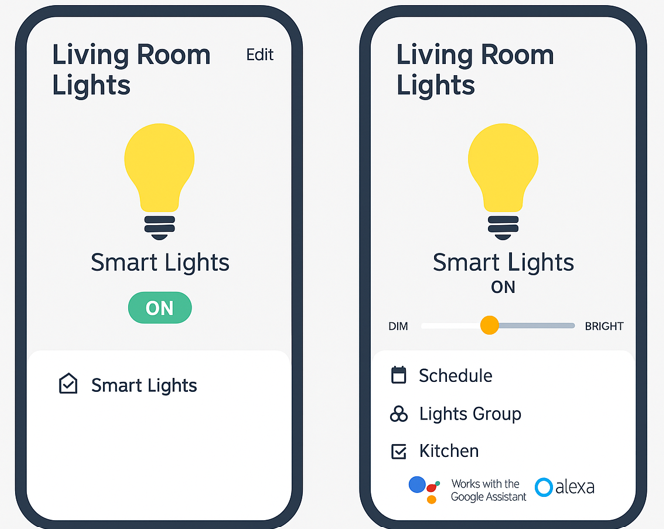 Living Room
Lights
Edit
Smart Lights
ON
Smart Lights
Living Room
Lights
Smart Lights
ON
DIM
BRIGHT
Schedule
Lights Group
Kitchen
Works with the
Google Assistant
alexa